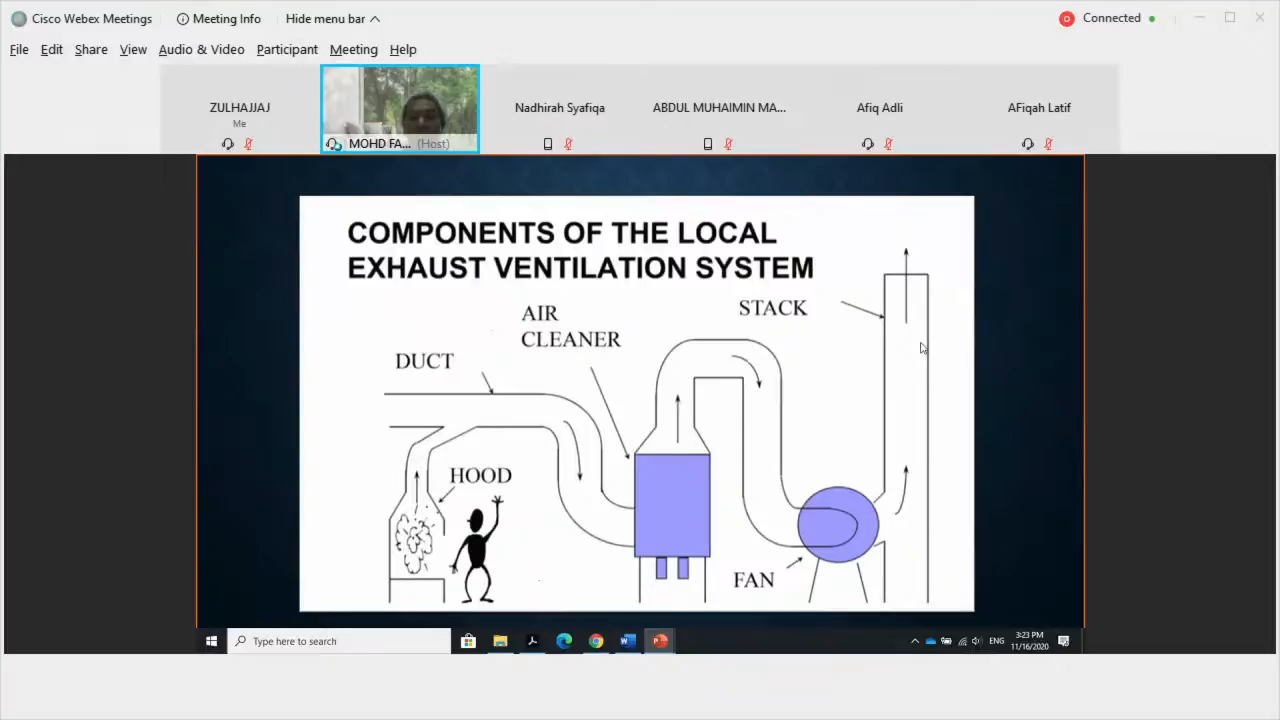 Cisco Webex Meetings
Meeting Info
Hide menu bar
Connected
File Edit Share View Audio & Video Participant Meeting Help
ZULHAJJAJ
Me
MOHD FA... (Host)
Nadhirah Syafiqa
ABDUL MUHAIMIN MA...
Afiq Adli
AFiqah Latif
COMPONENTS OF THE LOCAL
EXHAUST VENTILATION SYSTEM
STACK
AIR
CLEANER
DUCT
HOOD
FAN
Type here to search
ENG
3:23 PM
11/16/2020